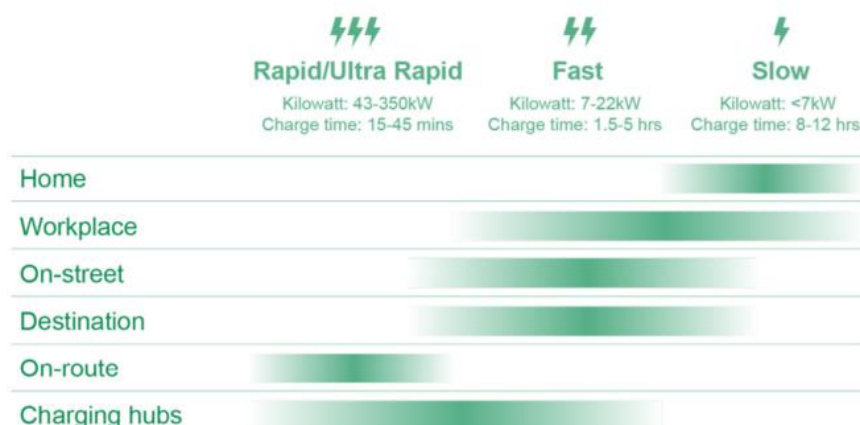 Rapid/Ultra Rapid
Kilowatt: 43-350kW
Charge time: 15-45 mins
Fast
Kilowatt: 7-22kW
Charge time: 1.5-5 hrs
Slow
Kilowatt: <7kW
Charge time: 8-12 hrs
Home
Workplace
On-street
Destination
On-route
Charging hubs